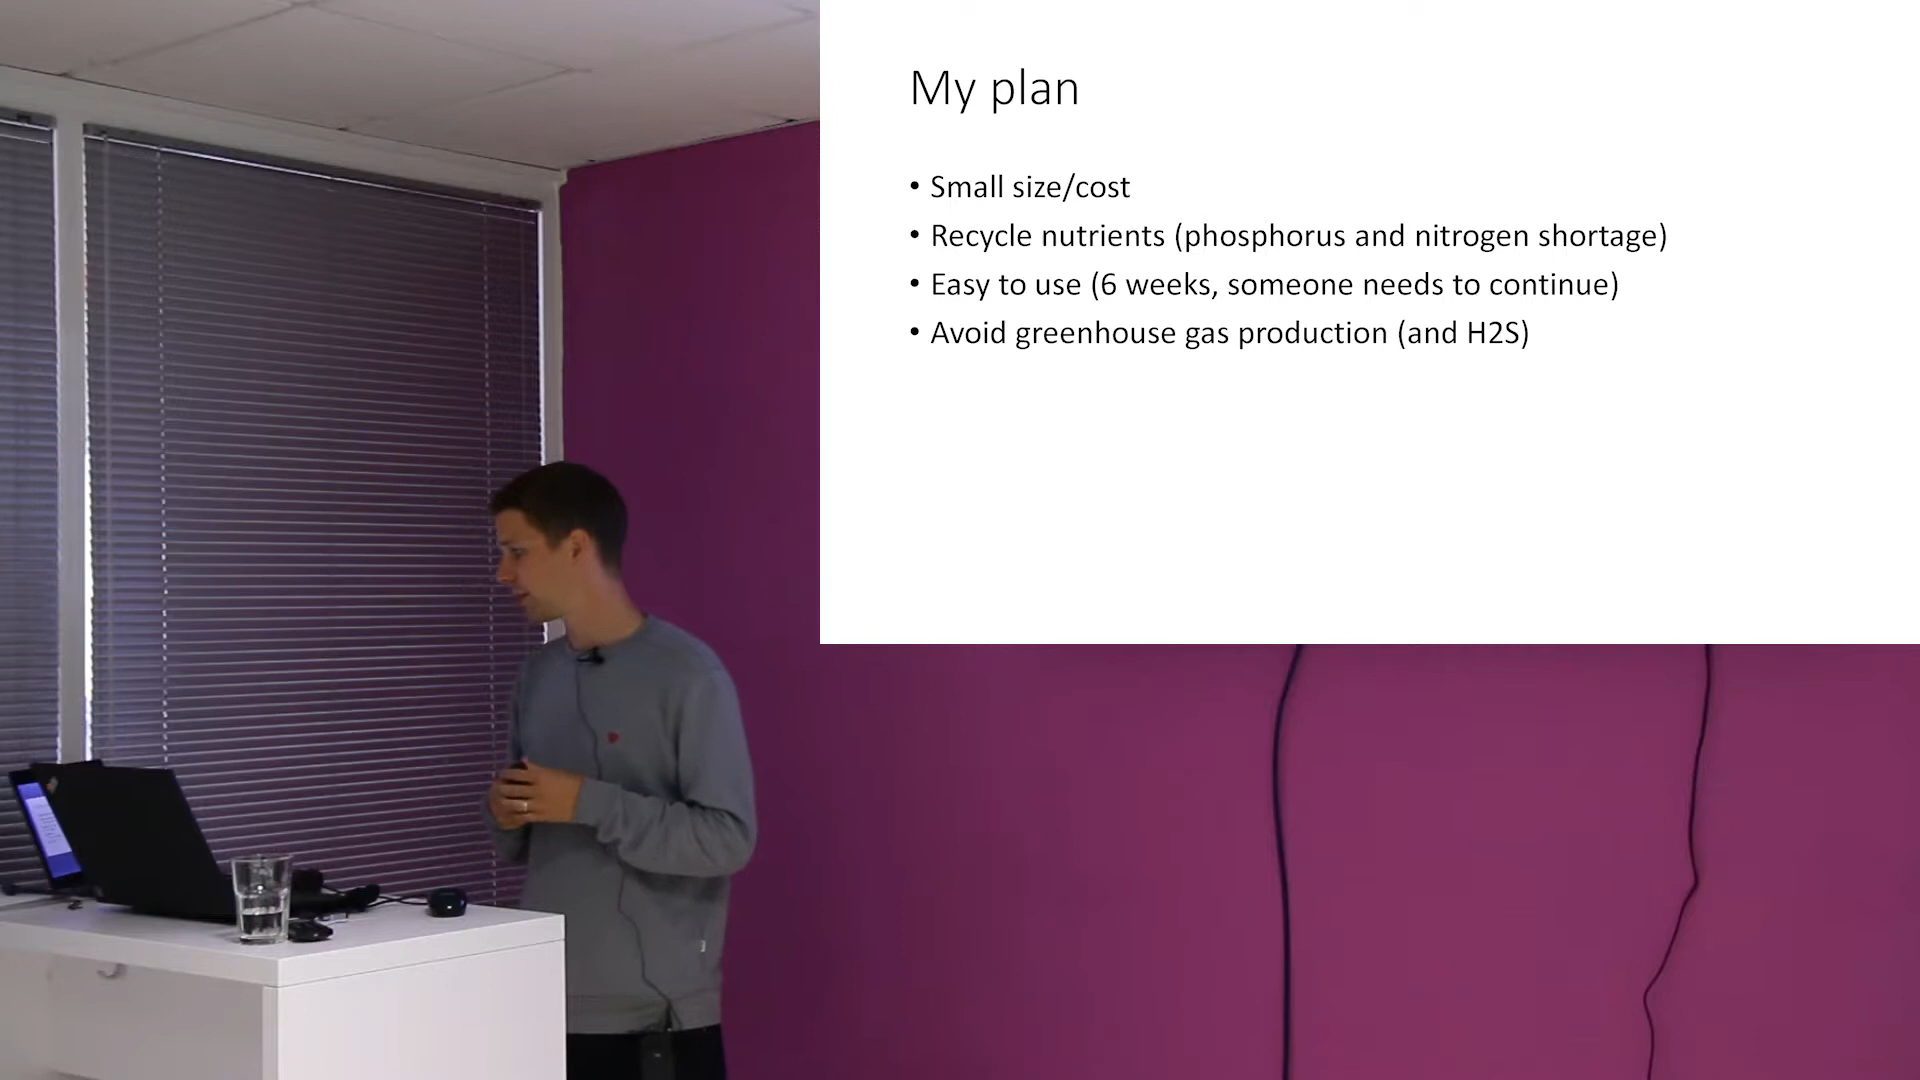 My plan
• Small size/cost
• Recycle nutrients (phosphorus and nitrogen shortage)
• Easy to use (6 weeks, someone needs to continue)
• Avoid greenhouse gas production (and H2S)